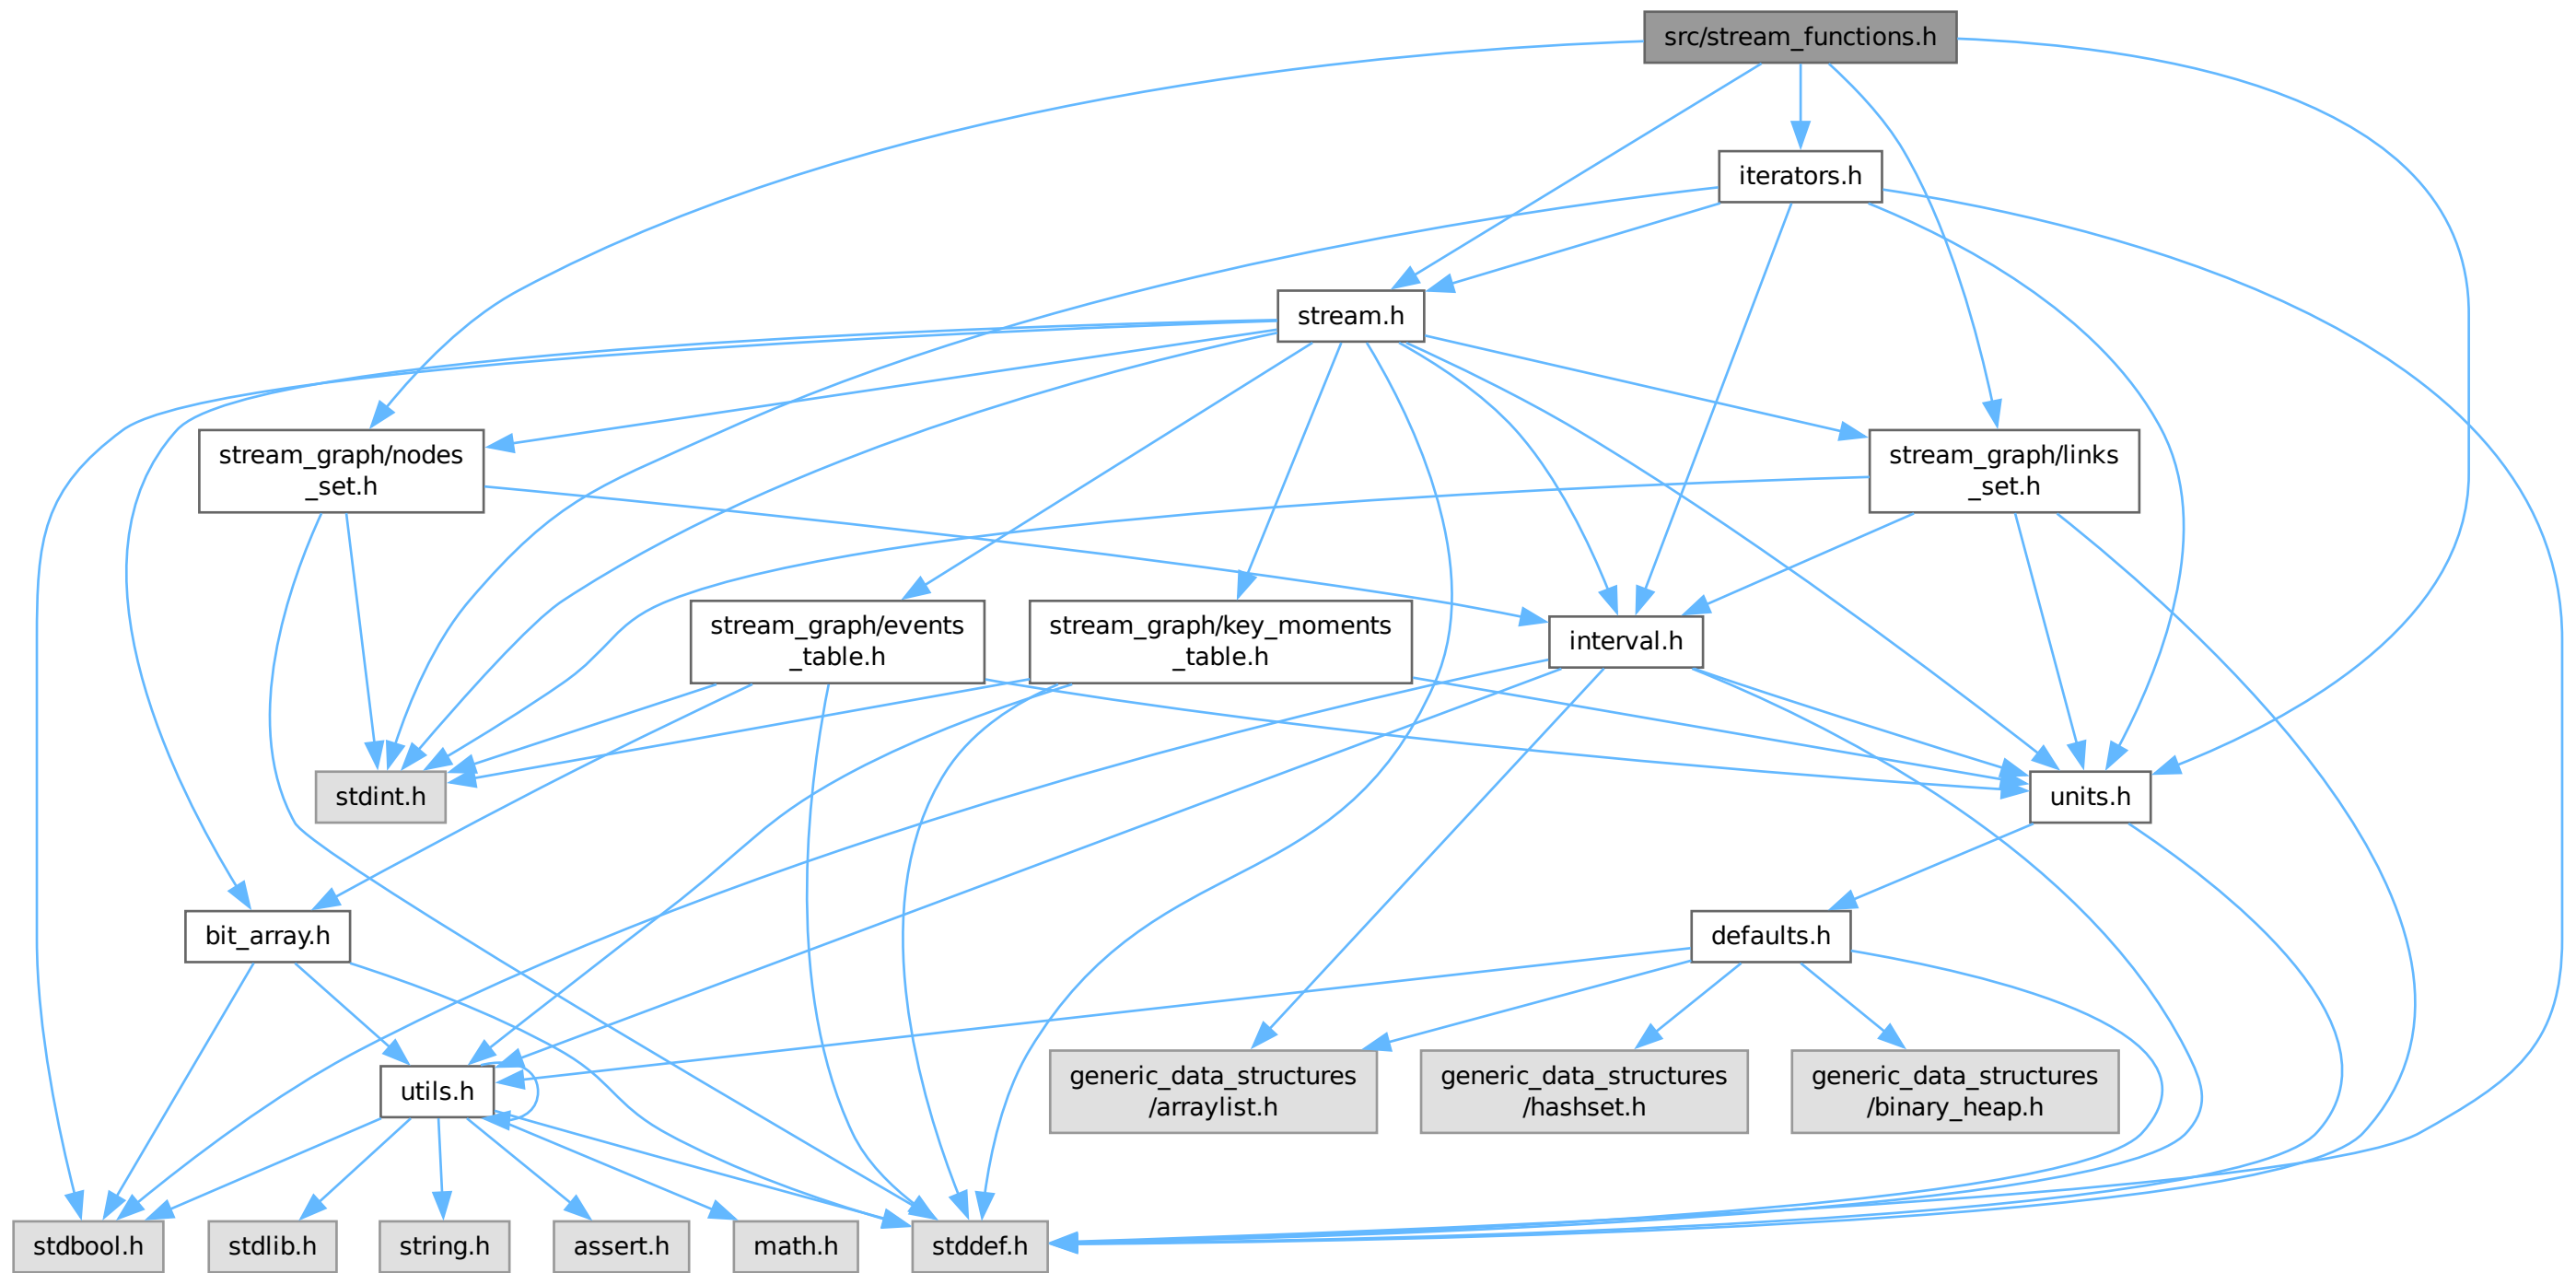 src/stream_functions.h
iterators.h
stream.h
stream_graph/nodes
_set.h
stream_graph/links
_set.h
stream_graph/events
_table.h
stream_graph/key_moments
_table.h
interval.h
stdint.h
units.h
bit_array.h
defaults.h
utils.h
generic_data_structures
/arraylist.h
generic_data_structures
/hashset.h
generic_data_structures
/binary_heap.h
stdbool.h
stdlib.h
string.h
assert.h
math.h
stddef.h